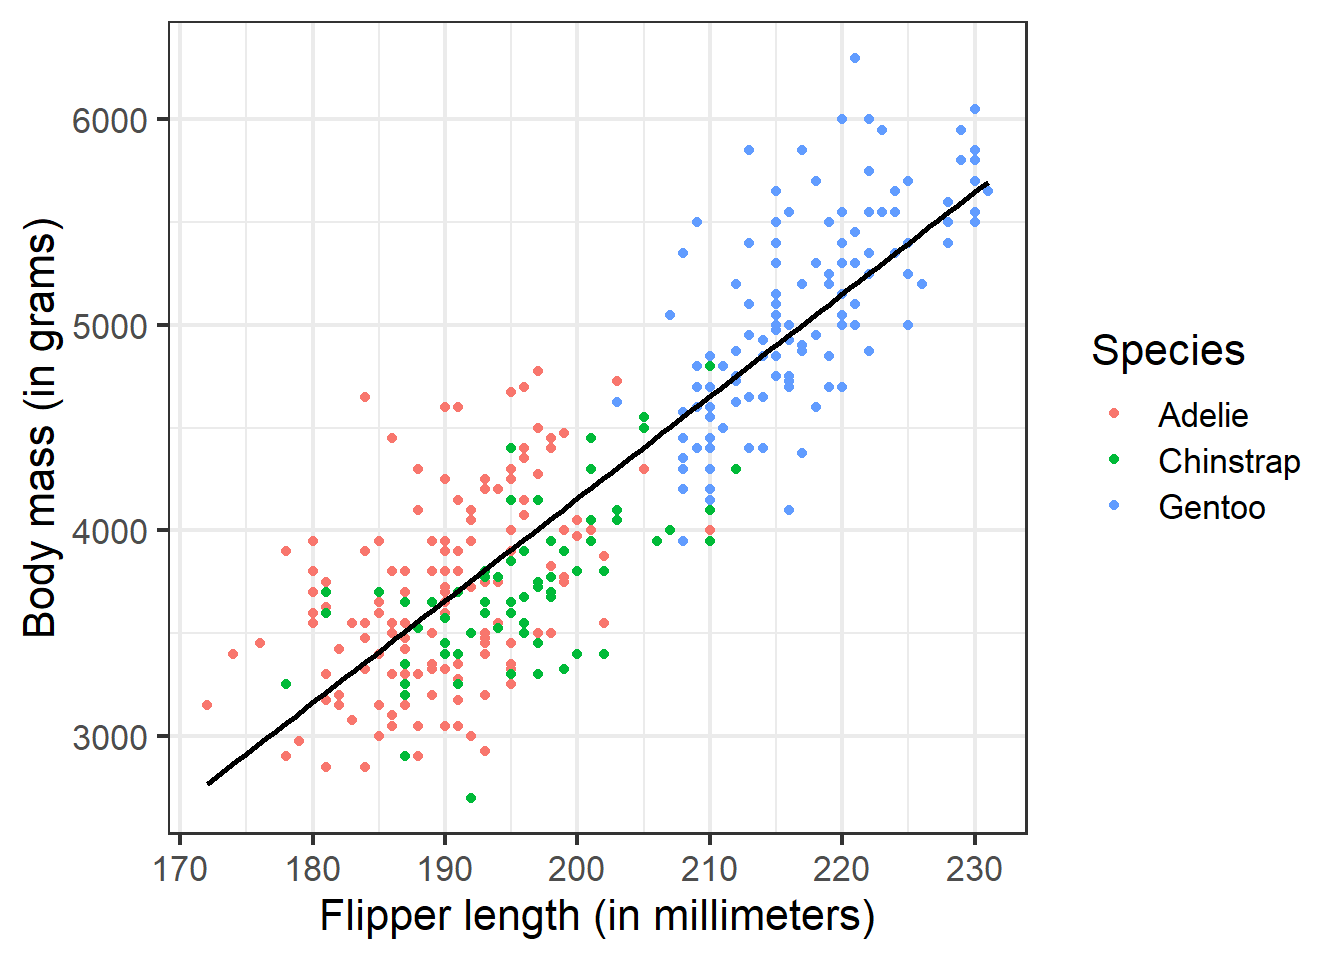 6000
5000
4000
3000
Body mass (in grams)
170 180 190 200 210 220 230
Flipper length (in millimeters)
Species
Adelie
Chinstrap
Gentoo